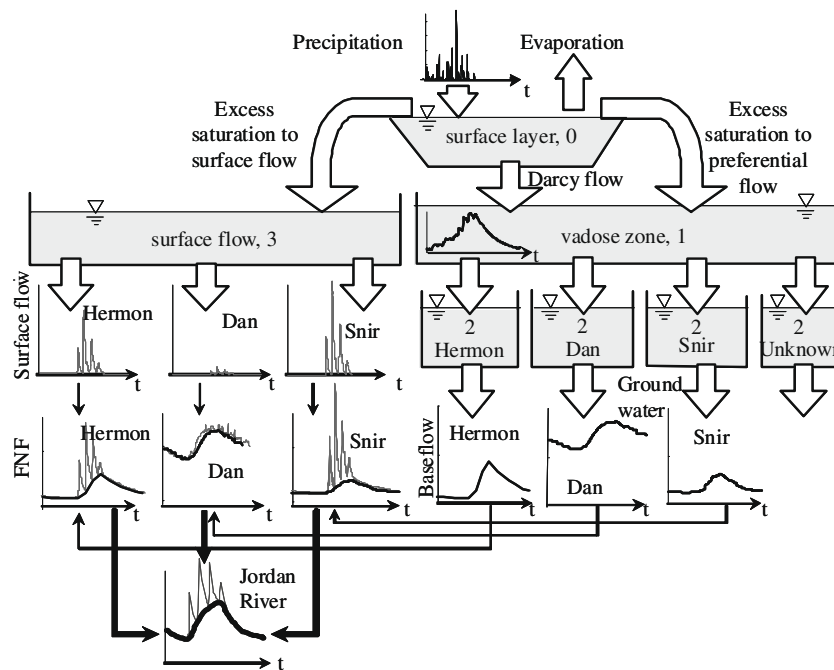 Precipitation
Evaporation
t
Excess
saturation to
surface flow
surface layer, 0
Excess
saturation to
preferential
flow
Darcy flow
surface flow, 3
t
vadose zone, 1
Surface flow
Hermon
t
Dan
t
Snir
t
2
Hermon
2
Dan
2
Snir
2
Unknown
Ground
water
FNF
Hermon
t
Dan
t
Snir
t
Baseflow
Hermon
t
Dan
t
Snir
t
Jordan
River
t